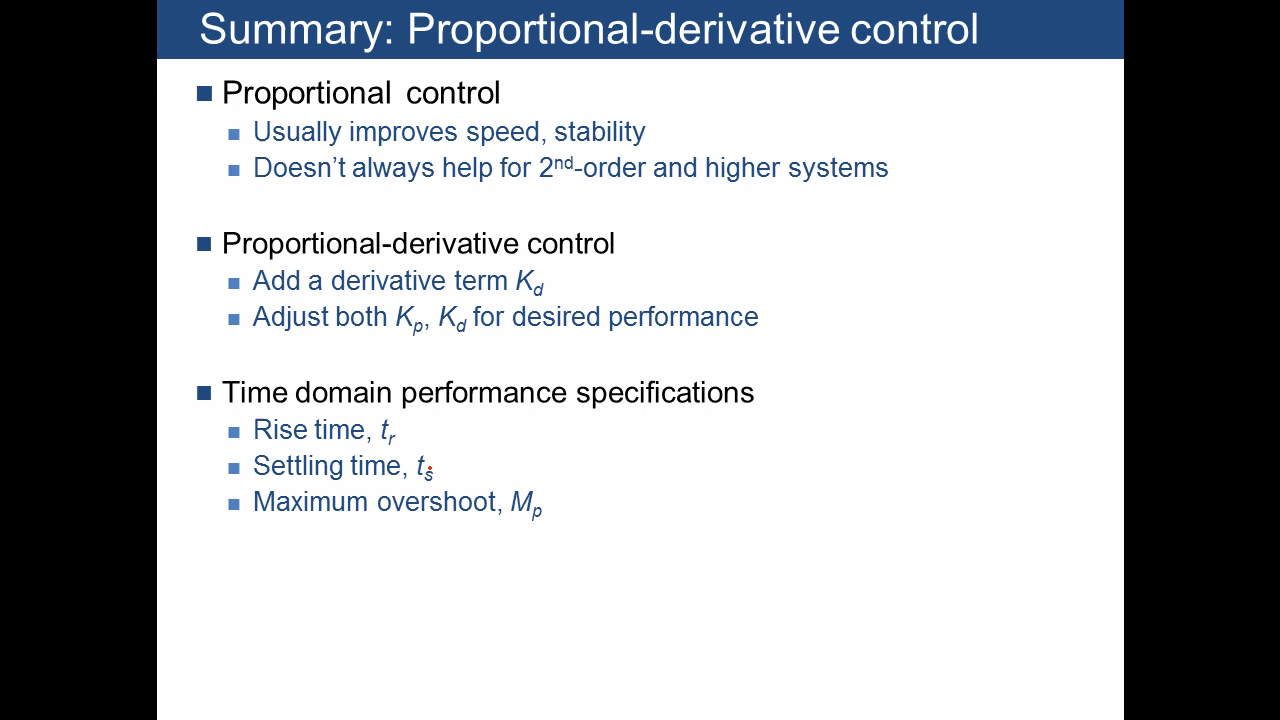 Summary: Proportional-derivative control
Proportional control
Usually improves speed, stability
Doesn’t always help for 2nd-order and higher systems
Proportional-derivative control
Add a derivative term Kd
Adjust both Kp, Kd for desired performance
Time domain performance specifications
Rise time, tr
Settling time, ts
Maximum overshoot, Mp